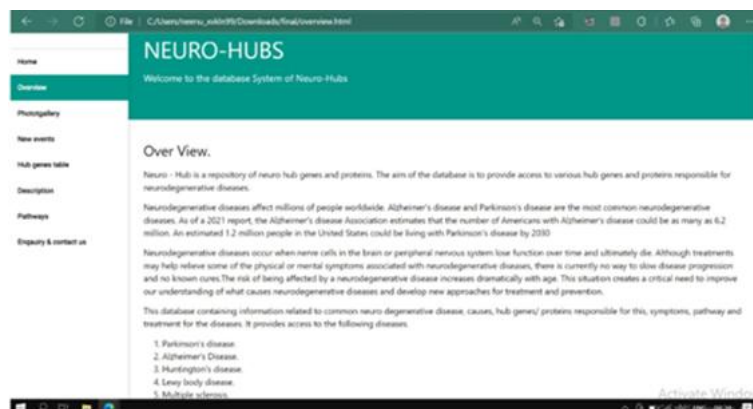 File | C:/Users/neeru_ Downloads/final/overview.html
NEURO-HUBS
Welcome to the database System of Neuro-Hubs
Home
Overview
Photogallery
New events
Hub genes table
Description
Pathways
Enquiry & contact us
Over View.
Neuro - Hub is a repository of neuro hub genes and proteins. The aim of the database is to provide access to various hub genes and proteins responsible for
neurodegenerative diseases.
Neurodegenerative diseases affect millions of people worldwide. Alzheimer's disease and Parkinson's disease are the most common neurodegenerative
diseases. As of a 2021 report, the Alzheimer's disease Association estimates that the number of Americans with Alzheimer's disease could be as many as 6.2
million. An estimated 1.2 million people in the United States could be living with Parkinson's disease by 2030
Neurodegenerative diseases occur when nerve cells in the brain or peripheral nervous system lose function over time and ultimately die. Although treatments
may help relieve some of the physical or mental symptoms associated with neurodegenerative diseases, there is currently no way to slow disease progression
and no known cures.The risk of being affected by a neurodegenerative disease increases dramatically with age. This situation creates a critical need to improve
our understanding of what causes neurodegenerative diseases and develop new approaches for treatment and prevention.
This database containing information related to common neuro degenerative disease, causes, hub genes/ proteins responsible for this, symptoms, pathway and
treatment for the diseases. It provides access to the following diseases.
1. Parkinson's disease
2. Alzheimer's Disease.
3. Huntington's disease
4. Lewy body disease.
5. Multiple sclerosis
Activate Window